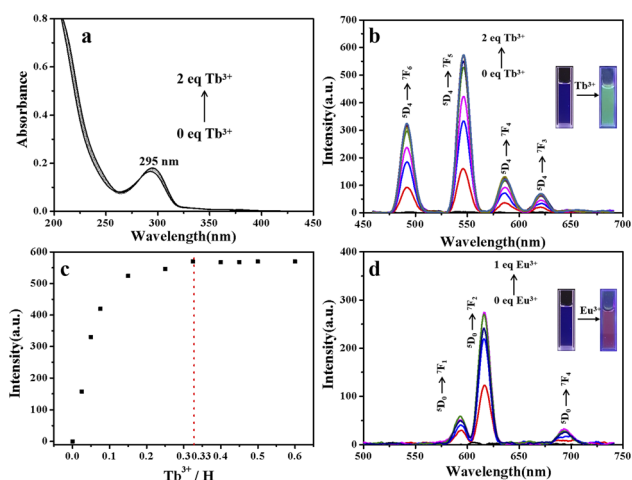 a
2 eq Tb³⁺
0 eq Tb³⁺
295 nm
Absorbance
0.8
0.6
0.4
0.2
0.0
200 250 300 350 400 450
Wavelength(nm)
b
2 eq Tb³⁺
0 eq Tb³⁺
⁵D₄ → ⁷F₆
⁵D₄ → ⁷F₅
⁵D₄ → ⁷F₄
⁵D₄ → ⁷F₃
Tb³⁺
Intensity(a.u.)
700
600
500
400
300
200
100
0
450 500 550 600 650 700
Wavelength(nm)
c
Intensity(a.u.)
600
500
400
300
200
100
0
0.0 0.1 0.2 0.3 0.33 0.4 0.5 0.6
Tb³⁺ / H
d
1 eq Eu³⁺
0 eq Eu³⁺
⁵D₀ → ⁷F₁
⁵D₀ → ⁷F₂
⁵D₀ → ⁷F₄
Eu³⁺
Intensity(a.u.)
400
300
200
100
0
500 550 600 650 700 750
Wavelength(nm)